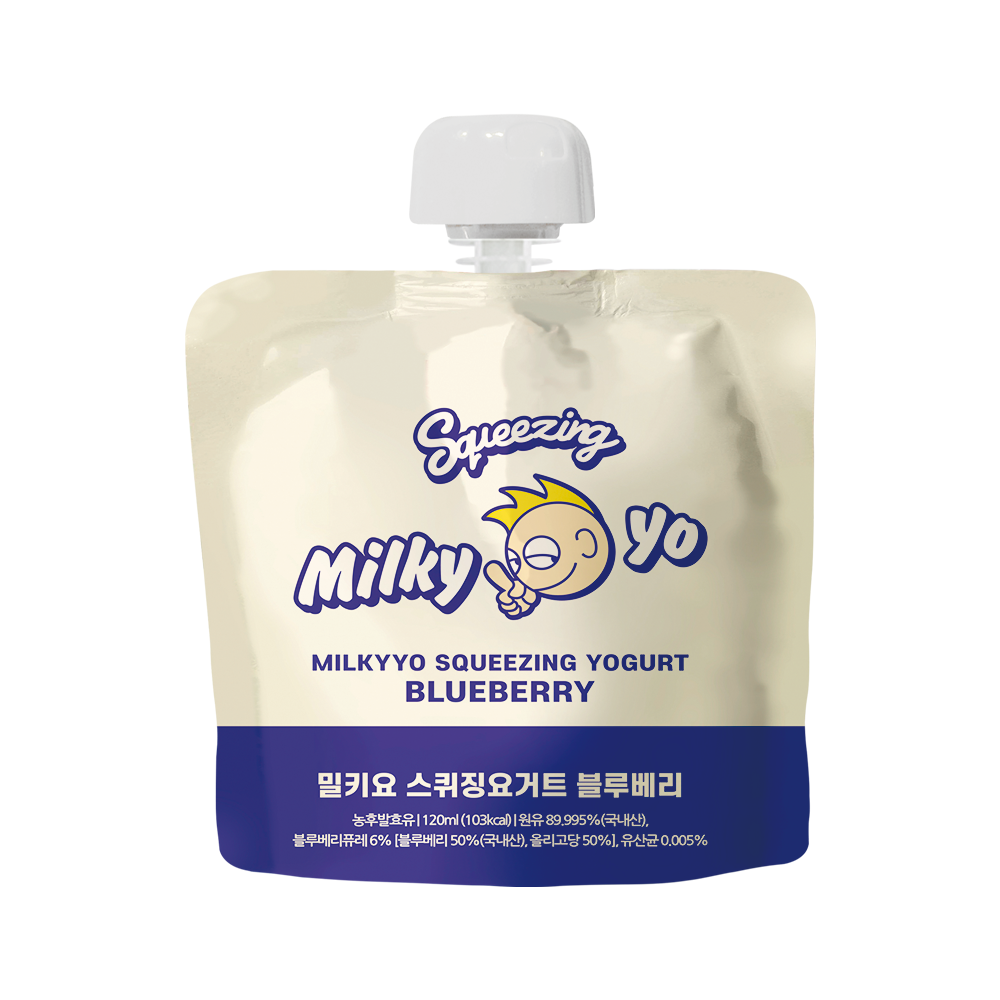 Squeezing
Milky Yo
MILKYYO SQUEEZING YOGURT
BLUEBERRY
밀키요 스퀴징요거트 블루베리
농후발효유 | 120ml (103kcal) | 원유 89.995% (국내산),
블루베리퓨레 6% [블루베리 50% (국내산), 올리고당 50%], 유산균 0.005%